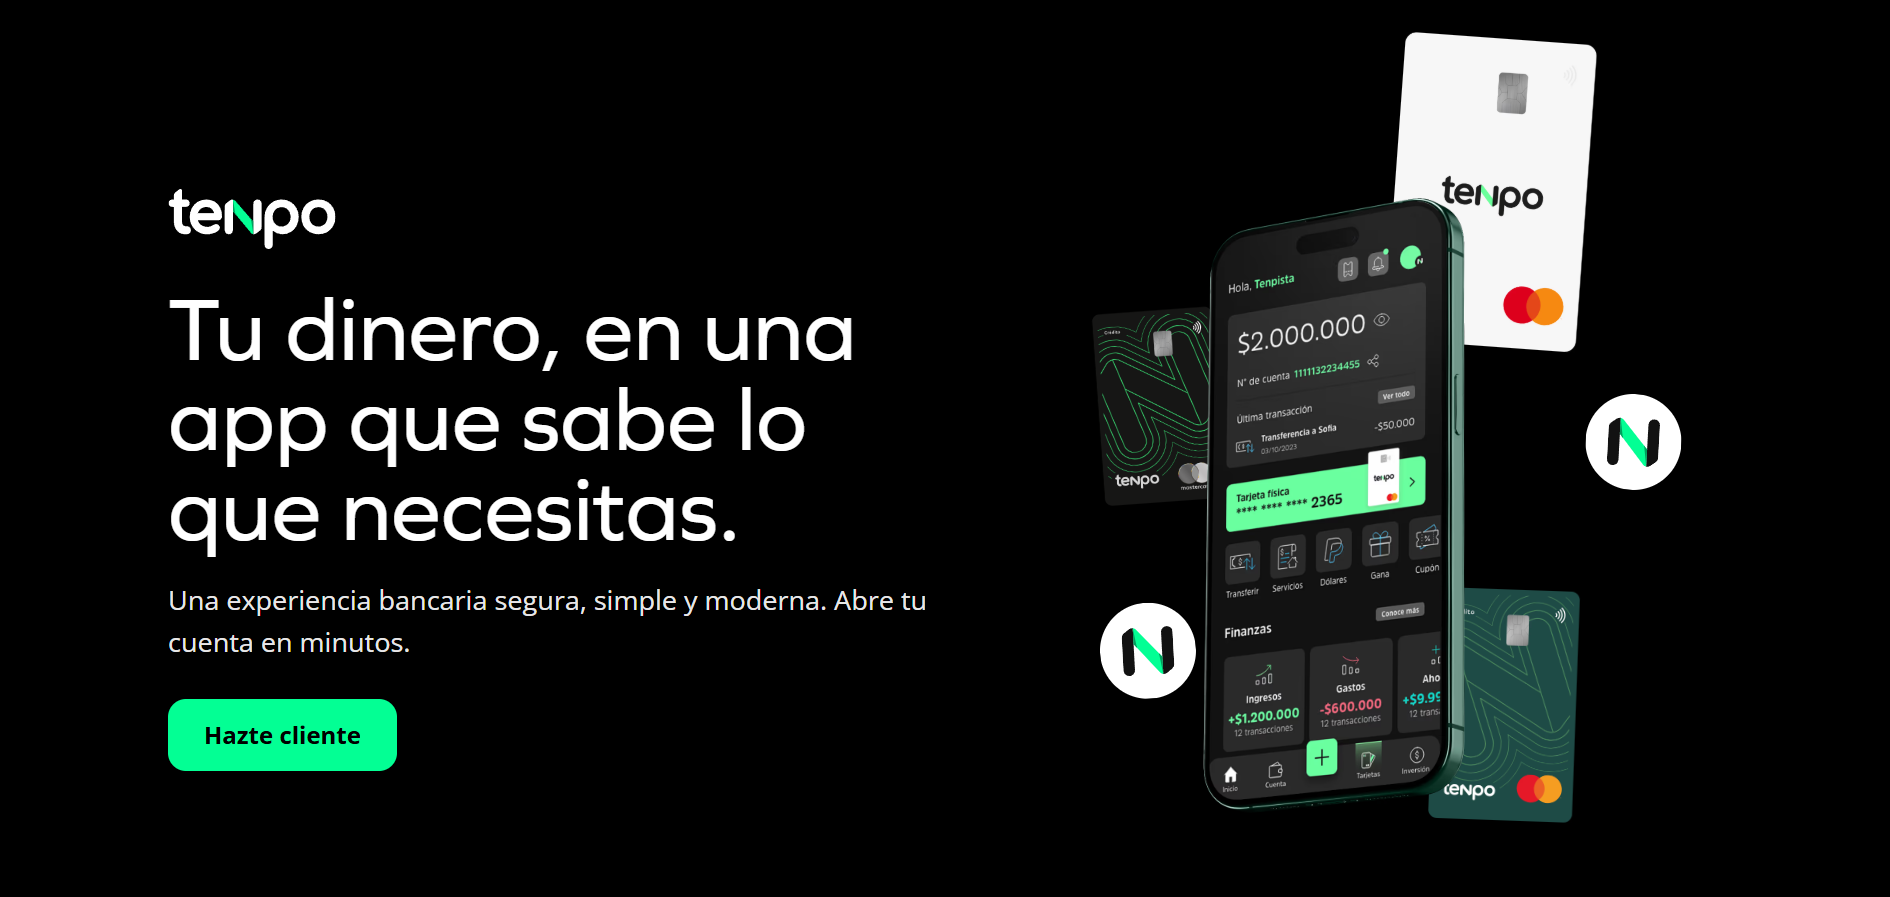 tenpo
Tu dinero, en una
app que sabe lo
que necesitas.
Una experiencia bancaria segura, simple y moderna. Abre tu
cuenta en minutos.
Hazte cliente
tenpo
Crédito
tenpo
Hola, Tenpista
$2.000.000
N° de cuenta 1111132234455
Ver todo
Última transacción
Transferencia a Sofia -$50.000
03/10/2023
Tarjeta física
**** **** **** 2365
tenpo
Transferir Servicios Dólares Gana Cupón
Conoce más
Finanzas
Ingresos Gastos Aho
+$1.200.000 -$600.000 +$9.99
12 transacciones 12 transacciones 12 transa
Inicio Cuenta Tarjetas Inversión
tenpo